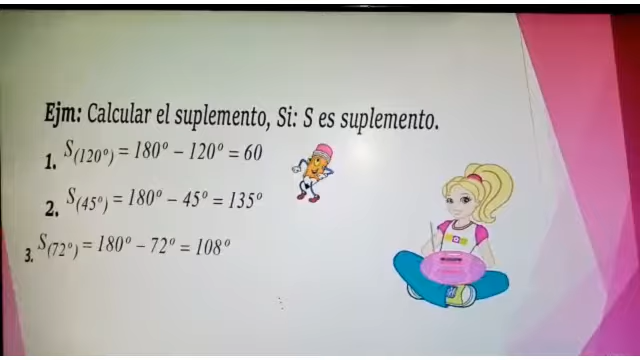 Ejm: Calcular el suplemento, Si: S es suplemento.
1. S(120°) = 180° − 120° = 60
2. S(45°) = 180° − 45° = 135°
3. S(72°) = 180° − 72° = 108°